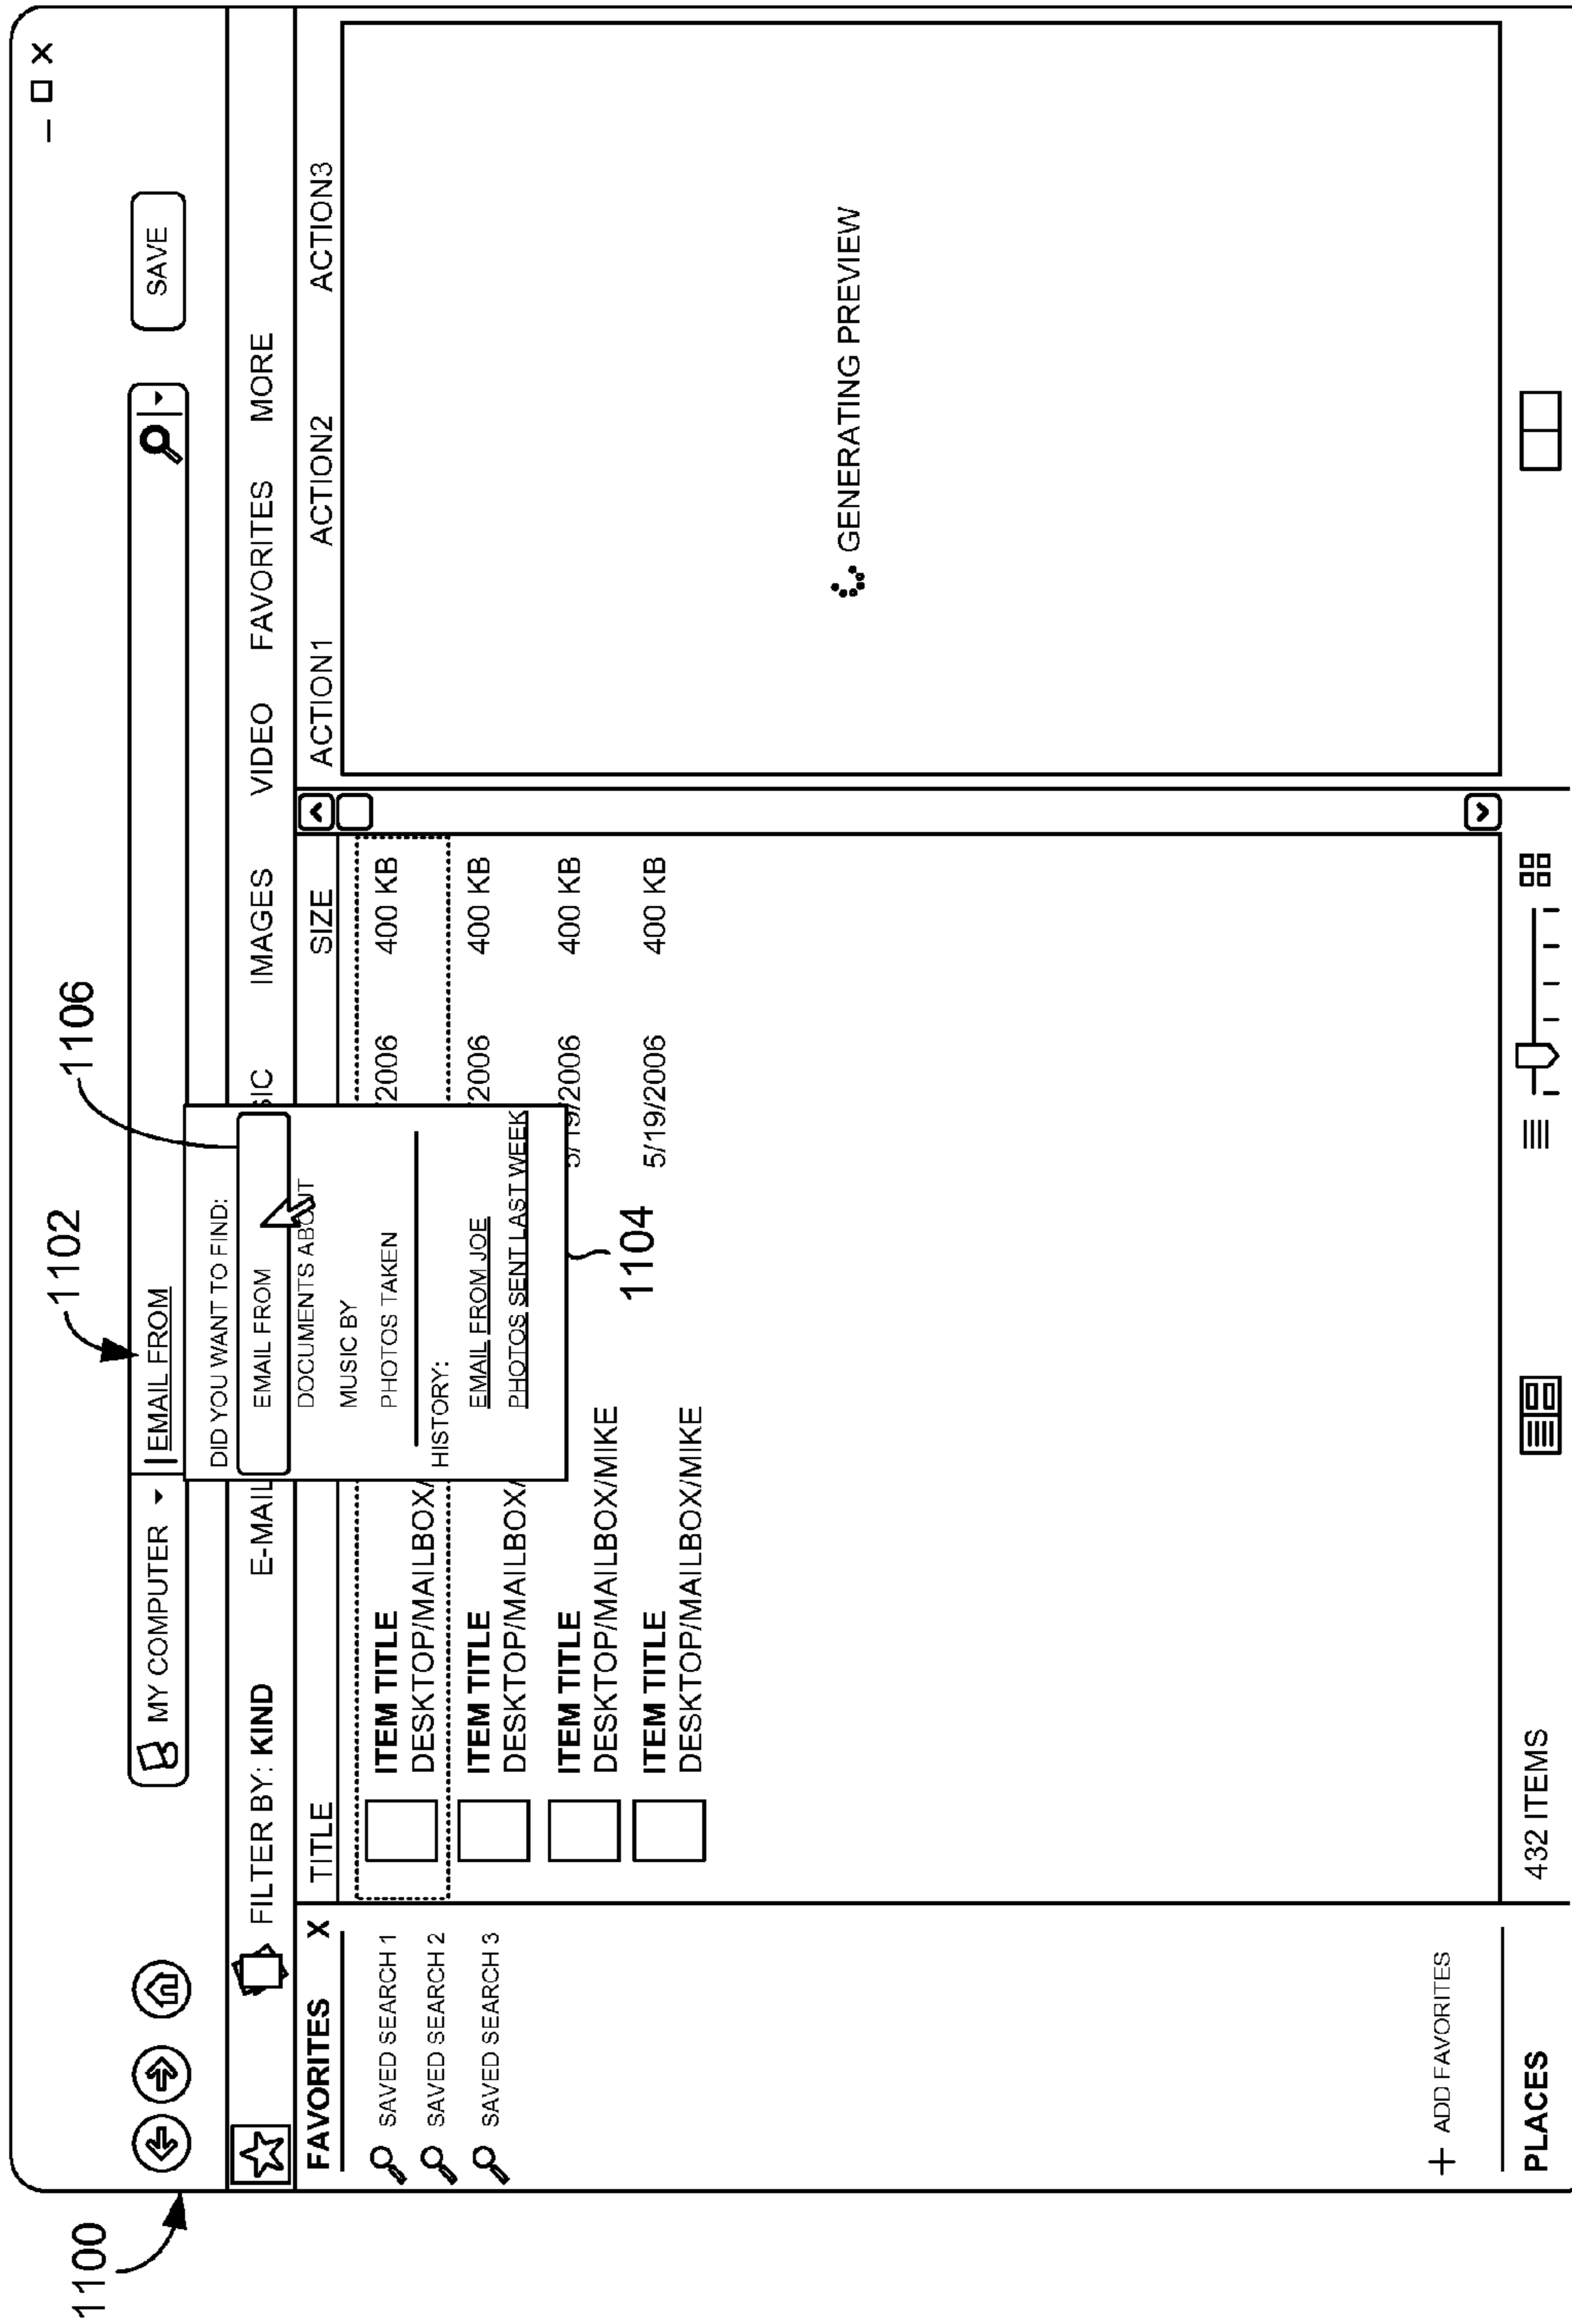 1100
1102
1106
– □ X
MY COMPUTER
EMAIL FROM
SAVE
FILTER BY: KIND
E-MAIL
IMAGES
VIDEO
FAVORITES
MORE
DID YOU WANT TO FIND:
EMAIL FROM
DOCUMENTS ABOUT
MUSIC BY
PHOTOS TAKEN
HISTORY:
EMAIL FROM JOE
PHOTOS SENT LAST WEEK
1104
FAVORITES X
SAVED SEARCH 1
SAVED SEARCH 2
SAVED SEARCH 3
+ ADD FAVORITES
PLACES
TITLE
SIZE
ITEM TITLE
2006
400 KB
DESKTOP/MAILBOX/
ITEM TITLE
2006
400 KB
DESKTOP/MAILBOX/
ITEM TITLE
5/19/2006
400 KB
DESKTOP/MAILBOX/MIKE
ITEM TITLE
5/19/2006
400 KB
DESKTOP/MAILBOX/MIKE
ACTION1
ACTION2
ACTION3
GENERATING PREVIEW
432 ITEMS